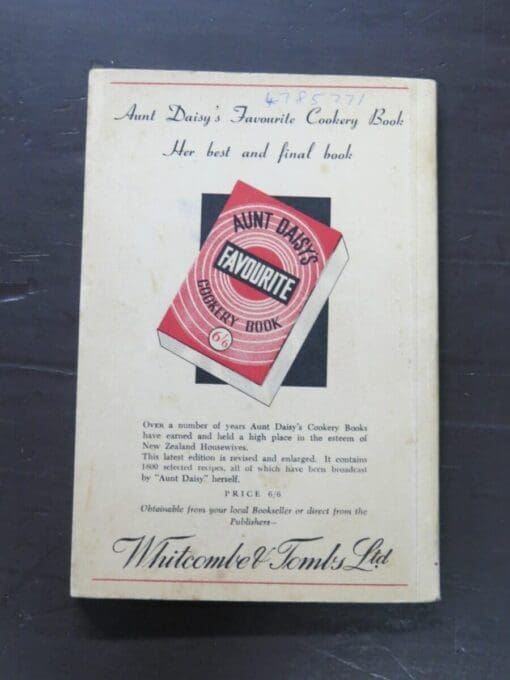 4785771
Aunt Daisy's Favourite Cookery Book
Her best and final book
AUNT DAISY'S
FAVOURITE
COOKERY BOOK
6/6
OVER a number of years Aunt Daisy's Cookery Books
have earned and held a high place in the esteem of
New Zealand Housewives.
This latest edition is revised and enlarged. It contains
1800 selected recipes, all of which have been broadcast
by "Aunt Daisy" herself.
PRICE 6/6
Obtainable from your local Bookseller or direct from the
Publishers—
Whitcombe & Tombs Ltd